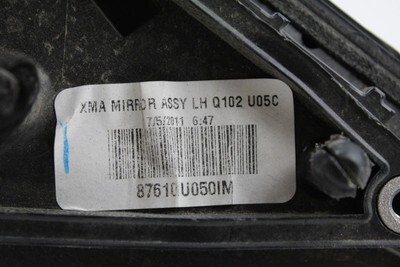 XMA MIRROR ASSY LH Q102 U05C
7/5/2011 6:47
87610U050IM